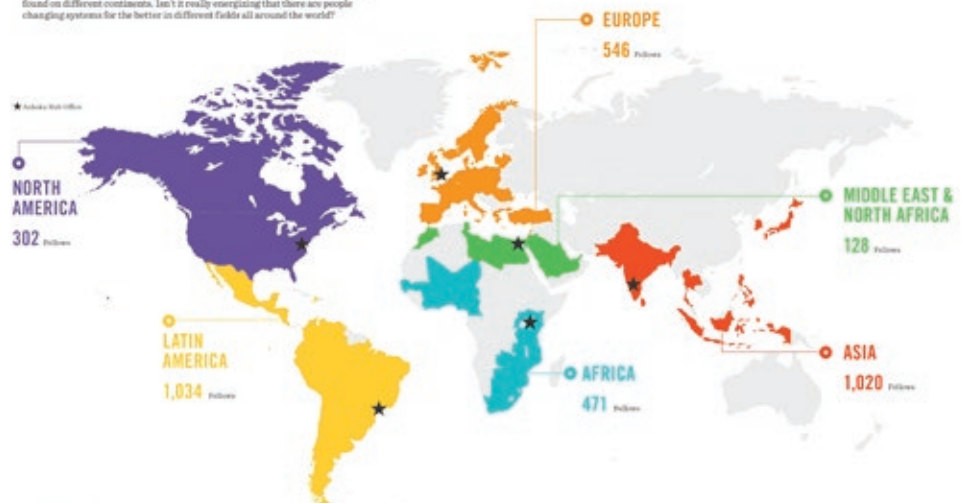 found on different continents. Isn't it really energizing that there are people
changing systems for the better in different fields all around the world?
EUROPE
546 Fellows
★ Ashoka Hub Office
NORTH
AMERICA
302 Fellows
MIDDLE EAST &
NORTH AFRICA
128 Fellows
LATIN
AMERICA
1,034 Fellows
ASIA
1,020 Fellows
AFRICA
471 Fellows